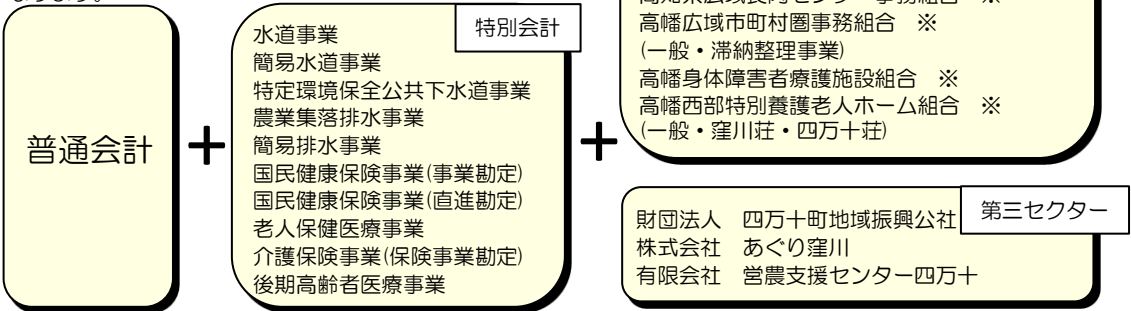 普通会計
+
特別会計
水道事業
簡易水道事業
特定環境保全公共下水道事業
農業集落排水事業
簡易排水事業
国民健康保険事業(事業勘定)
国民健康保険事業(直進勘定)
老人保健医療事業
介護保険事業(保険事業勘定)
後期高齢者医療事業
+
高幡広域市町村圏事務組合 ※
(一般・滞納整理事業)
高幡身体障害者療護施設組合 ※
高幡西部特別養護老人ホーム組合 ※
(一般・窪川荘・四万十荘)
第三セクター
財団法人 四万十町地域振興公社
株式会社 あぐり窪川
有限会社 営農支援センター四万十